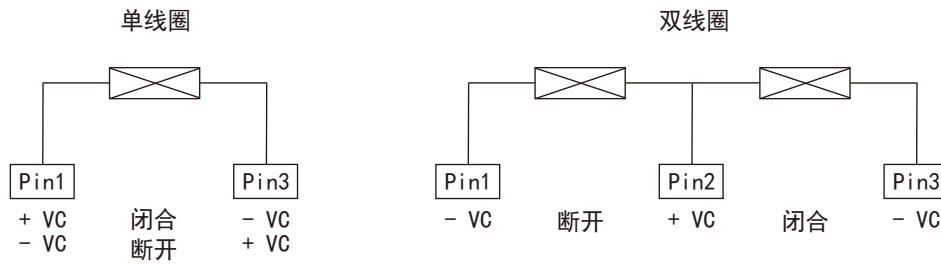 单线圈
双线圈
Pin1
Pin3
Pin1
Pin2
Pin3
+ VC 闭合 - VC
- VC 断开 + VC
- VC 断开 + VC 闭合 - VC